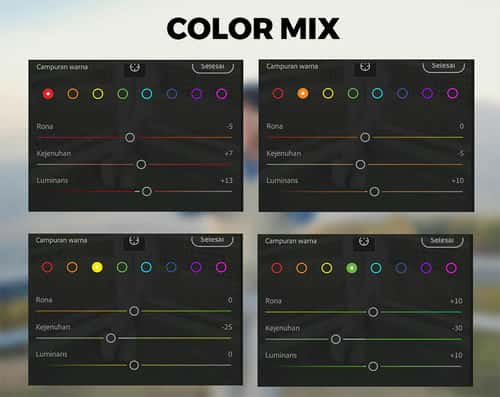 COLOR MIX
Campuran warna Selesai
Rona -5
Kejenuhan +7
Luminans +13
Campuran warna Selesai
Rona 0
Kejenuhan -5
Luminans +10
Campuran warna Selesai
Rona 0
Kejenuhan -25
Luminans 0
Campuran warna Selesai
Rona +10
Kejenuhan -30
Luminans +10